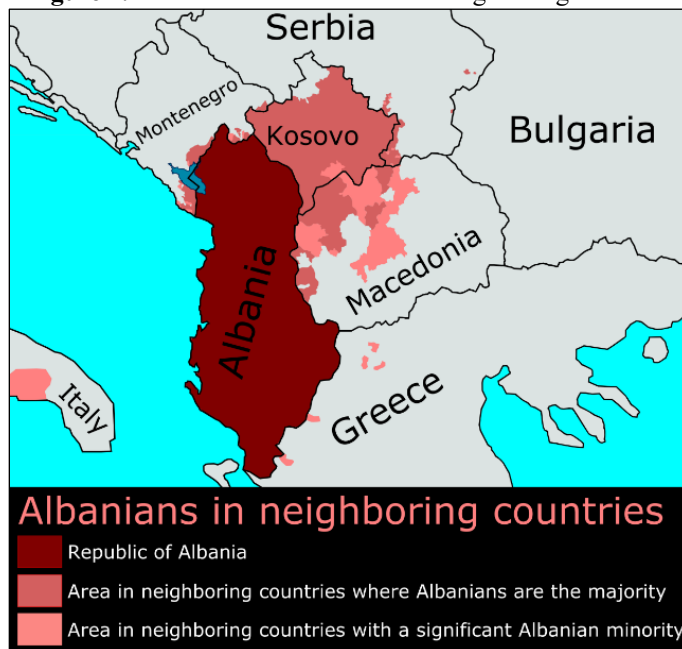 Serbia
Montenegro
Kosovo
Bulgaria
Albania
Macedonia
Italy
Greece
Albanians in neighboring countries
Republic of Albania
Area in neighboring countries where Albanians are the majority
Area in neighboring countries with a significant Albanian minority